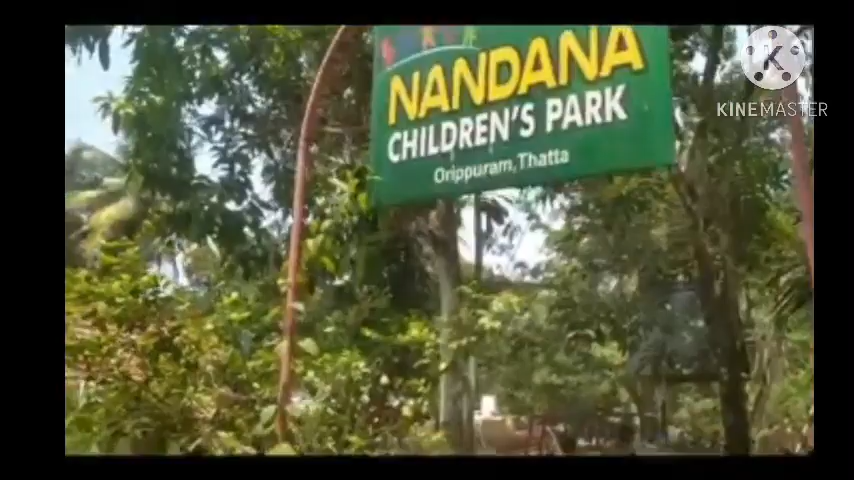 NANDANA
CHILDREN'S PARK
Orippuram, Thatta
K
KINEMASTER